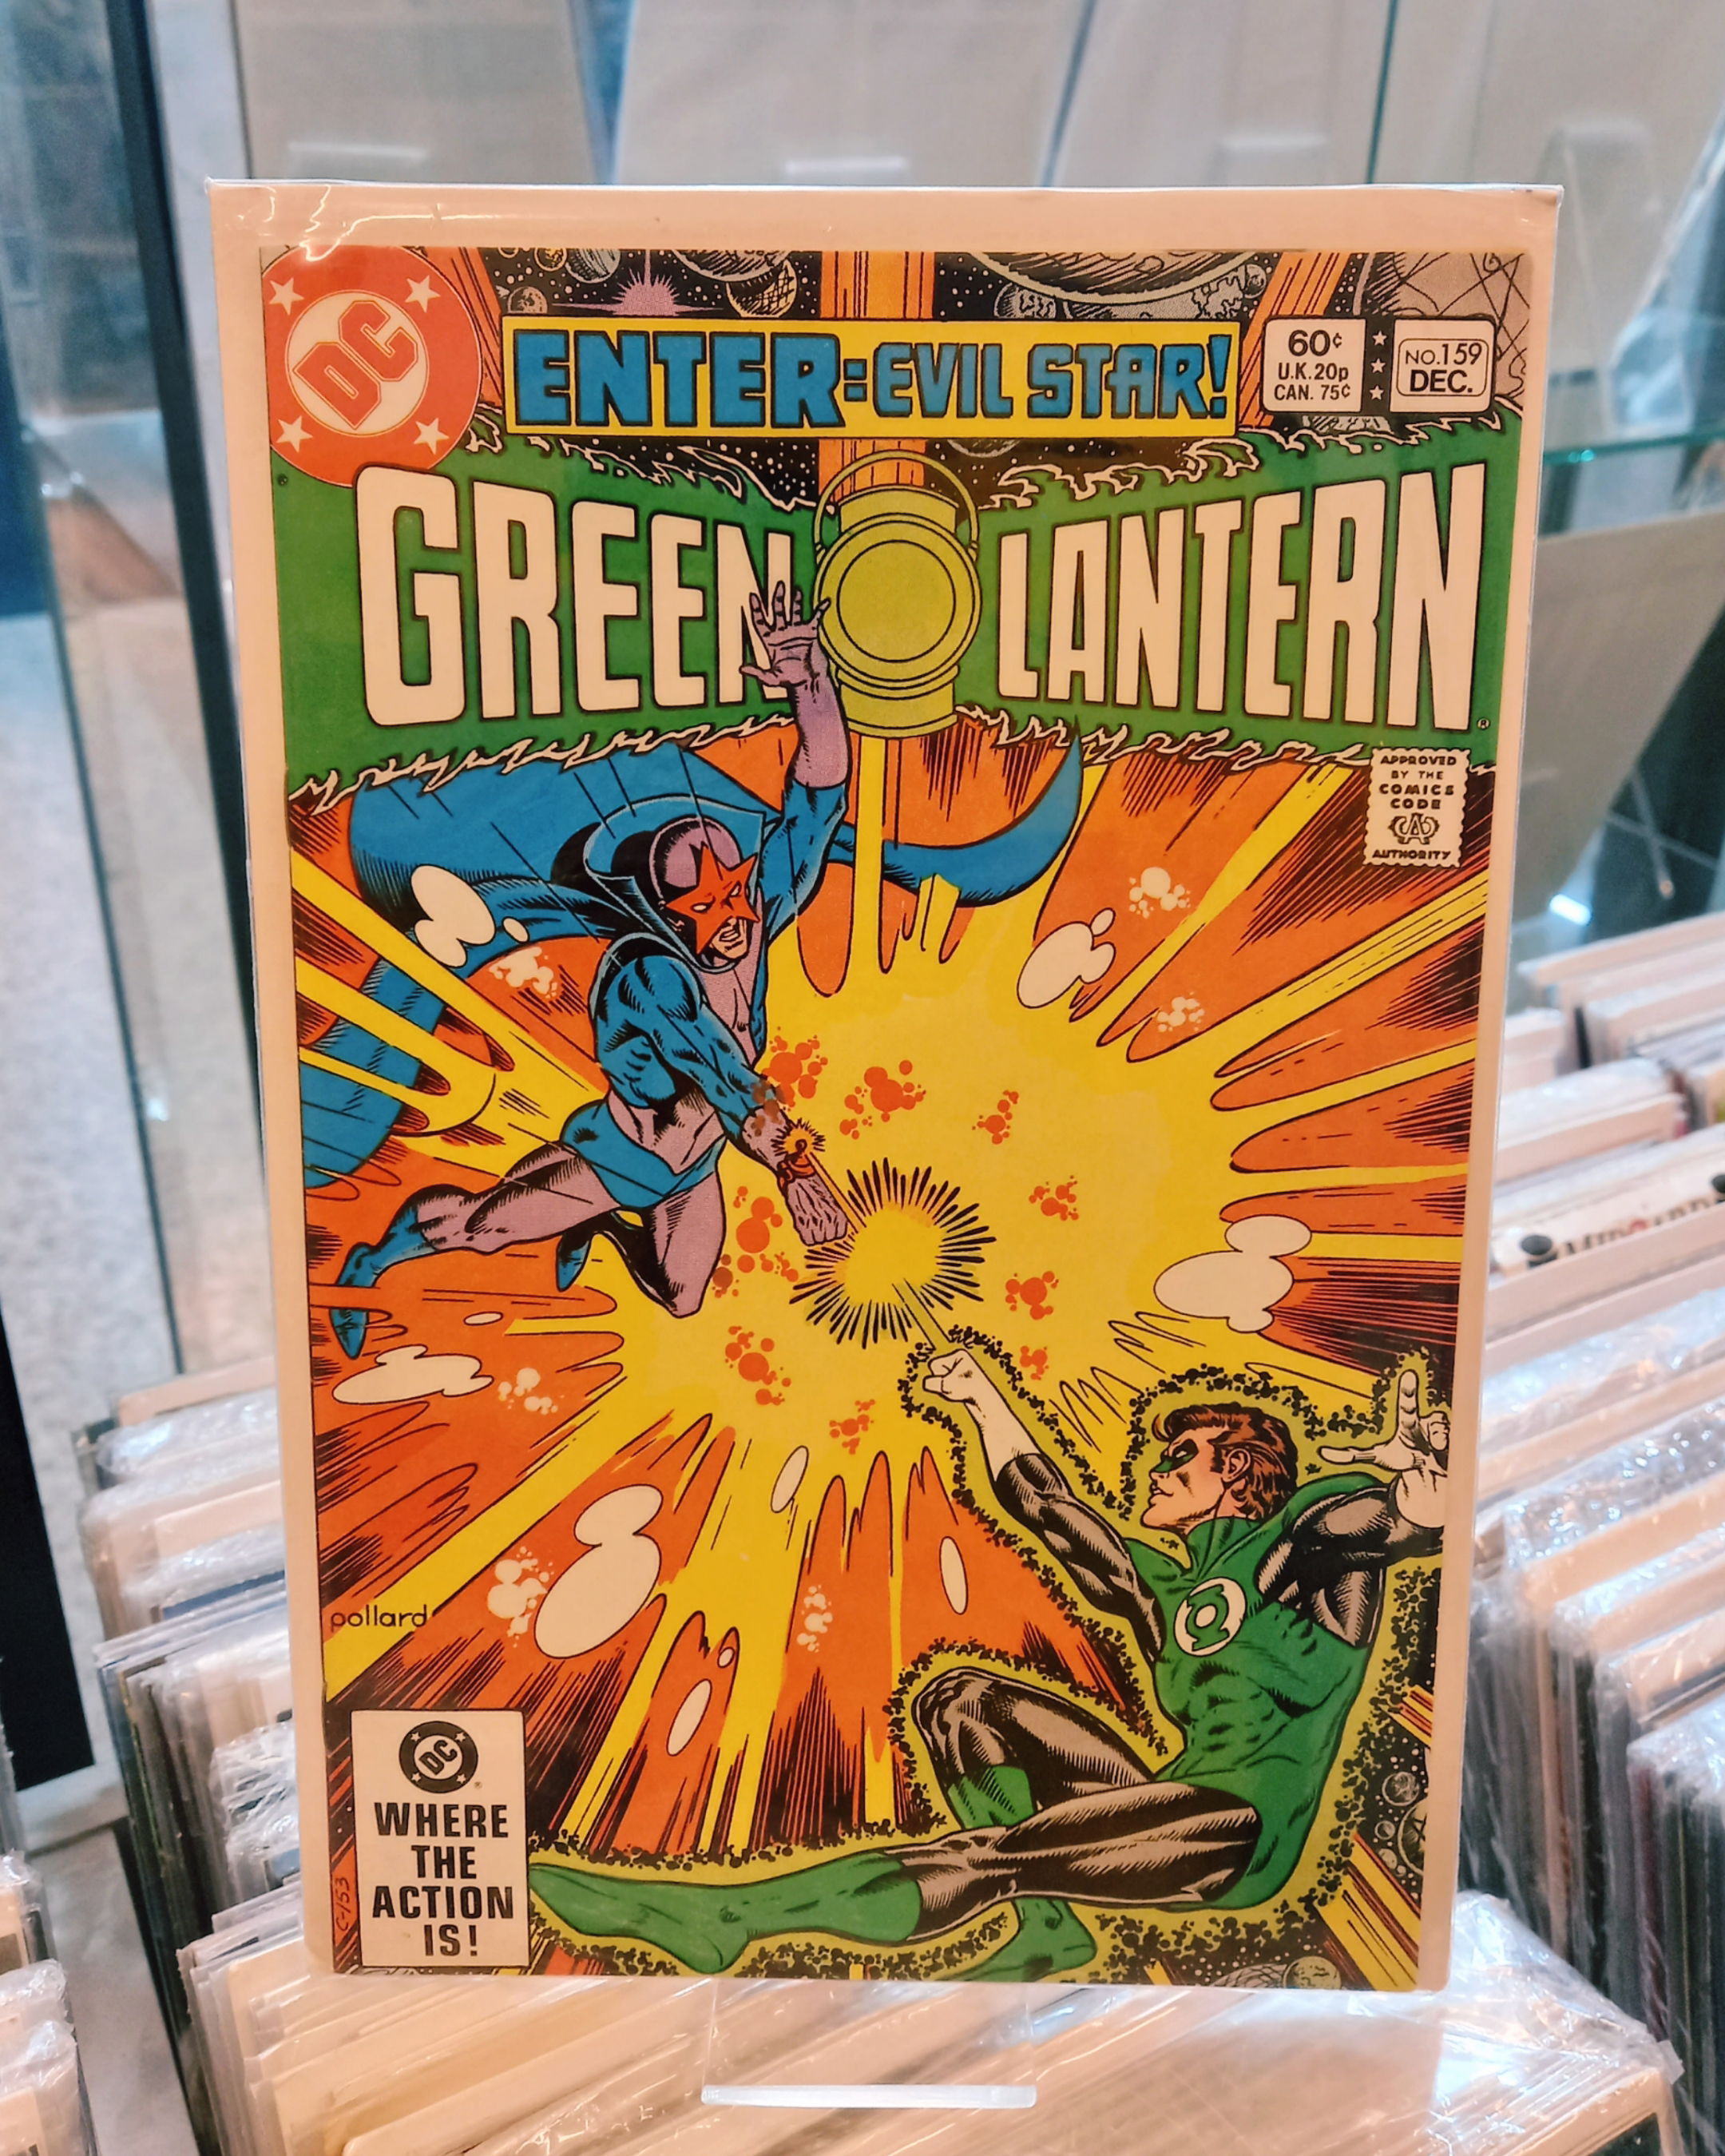 DC
ENTER: EVIL STAR!
60¢
U.K. 20p
CAN. 75¢
NO. 159
DEC.
GREEN LANTERN
APPROVED
BY THE
COMICS
CODE
CA
AUTHORITY
pollard
DC
WHERE
THE
ACTION
IS!
C-153